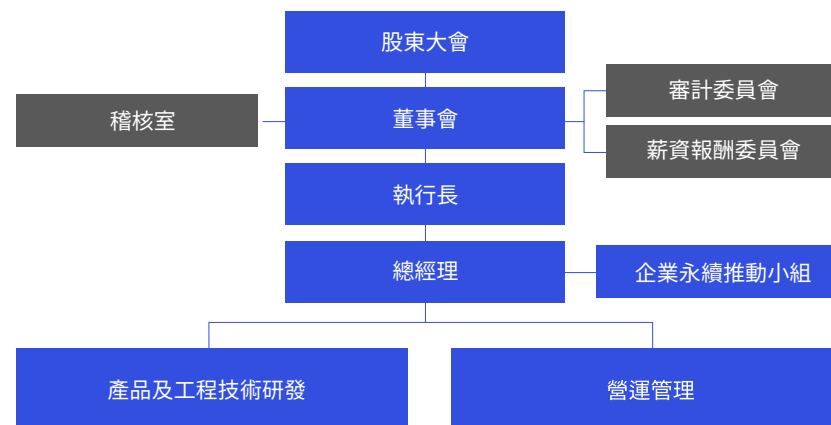 股東大會
稽核室
董事會
審計委員會
薪資報酬委員會
執行長
總經理
企業永續推動小組
產品及工程技術研發
營運管理